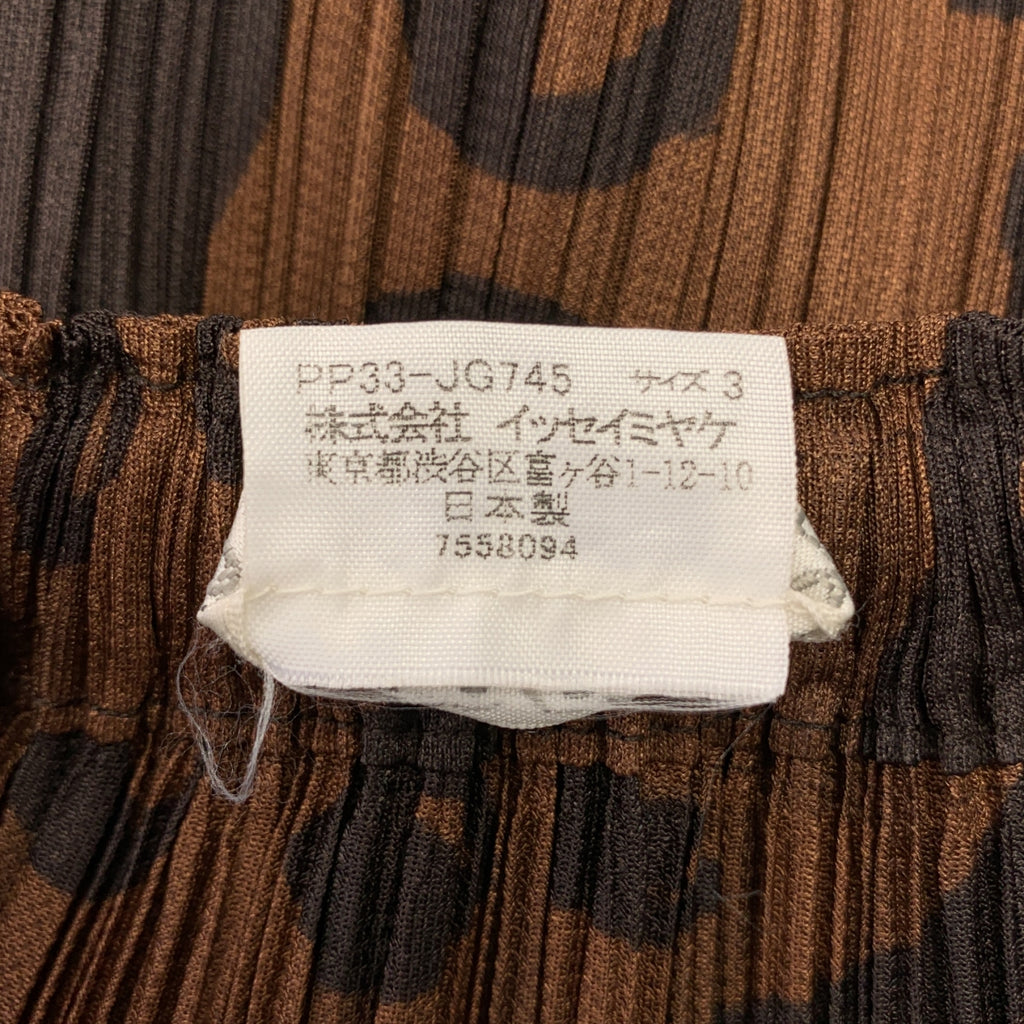 PP33-JG745 サイズ 3
株式会社 イッセイミヤケ
東京都渋谷区富ヶ谷1-12-10
日本製
7558094